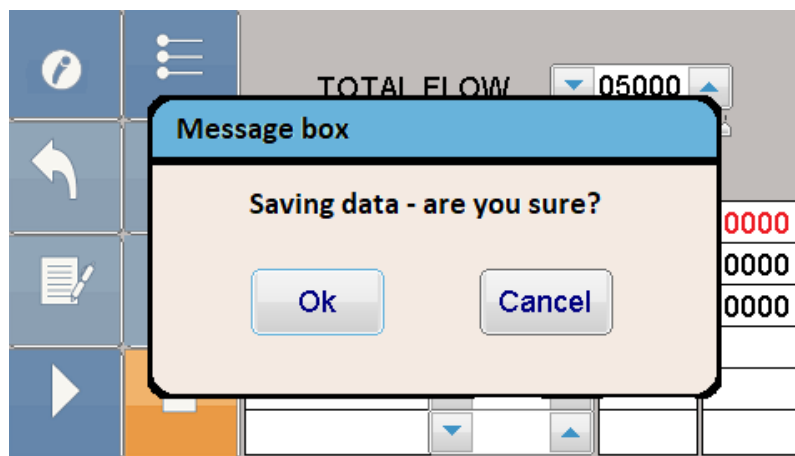 TOTAL FLOW 05000
Message box
Saving data - are you sure?
0000
0000
Ok Cancel
0000